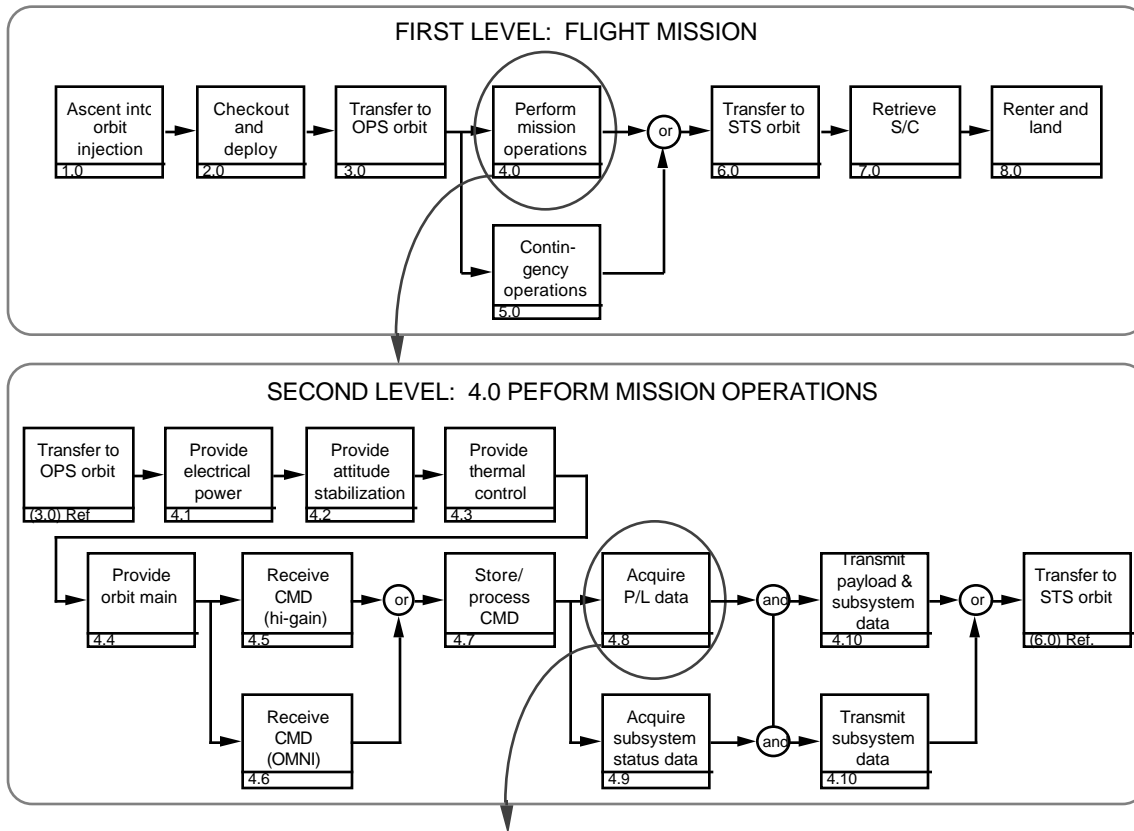 FIRST LEVEL: FLIGHT MISSION
Ascent into
orbit
injection
1.0
Checkout
and
deploy
2.0
Transfer to
OPS orbit
3.0
Perform
mission
operations
4.0
or
Transfer to
STS orbit
6.0
Retrieve
S/C
7.0
Renter and
land
8.0
Contin-
gency
operations
5.0
SECOND LEVEL: 4.0 PEFORM MISSION OPERATIONS
Transfer to
OPS orbit
(3.0) Ref
Provide
electrical
power
4.1
Provide
attitude
stabilization
4.2
Provide
thermal
control
4.3
Provide
orbit main
4.4
Receive
CMD
(hi-gain)
4.5
or
Store/
process
CMD
4.7
Acquire
P/L data
4.8
and
Transmit
payload &
subsystem
data
4.10
or
Transfer to
STS orbit
(6.0) Ref.
Receive
CMD
(OMNI)
4.6
Acquire
subsystem
status data
4.9
and
Transmit
subsystem
data
4.10